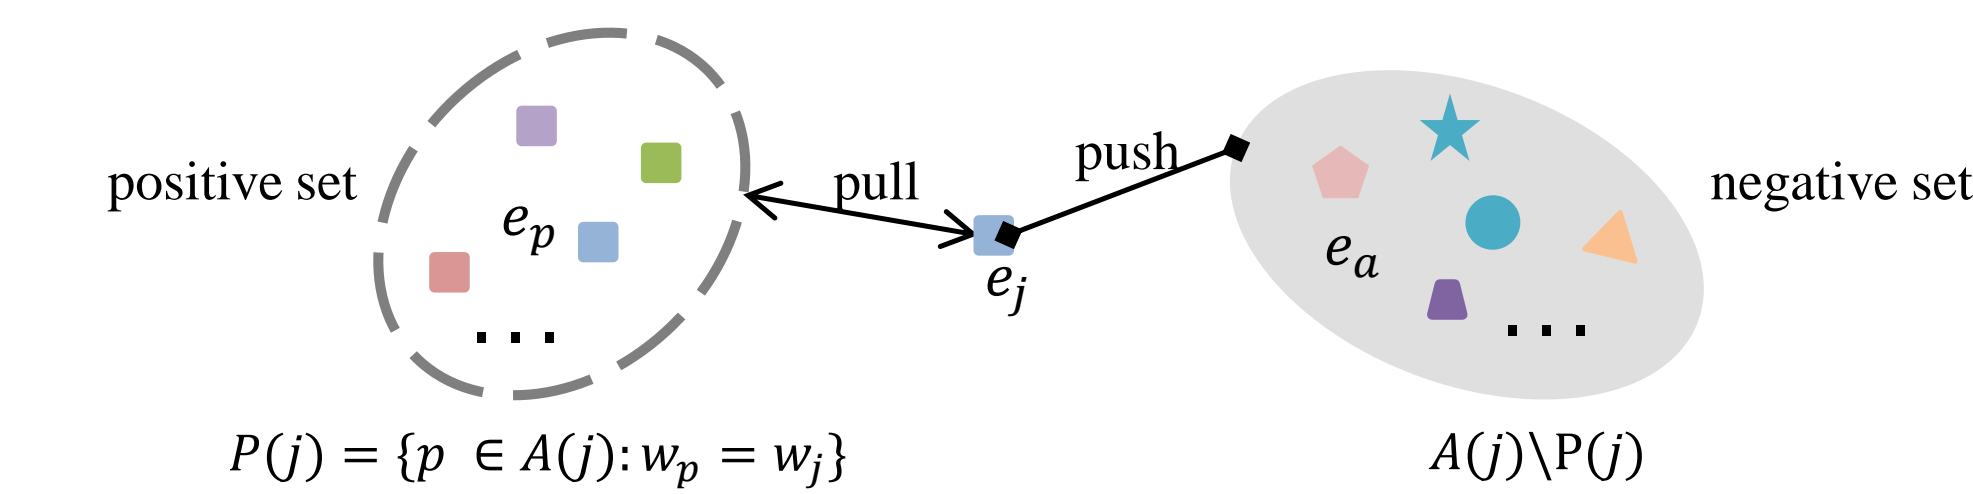 positive set
pull
push
negative set
e_p
e_j
e_a
. . .
. . .
P(j) = {p ∈ A(j): w_p = w_j}
A(j)\P(j)